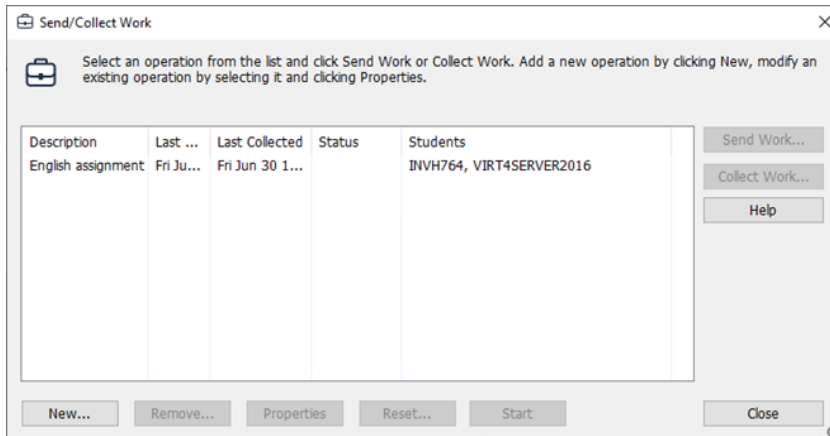 Send/Collect Work
Select an operation from the list and click Send Work or Collect Work. Add a new operation by clicking New, modify an
existing operation by selecting it and clicking Properties.
Description Last ... Last Collected Status Students
English assignment Fri Ju... Fri Jun 30 1... INVH764, VIRT4SERVER2016
Send Work...
Collect Work...
Help
New... Remove... Properties Reset... Start Close